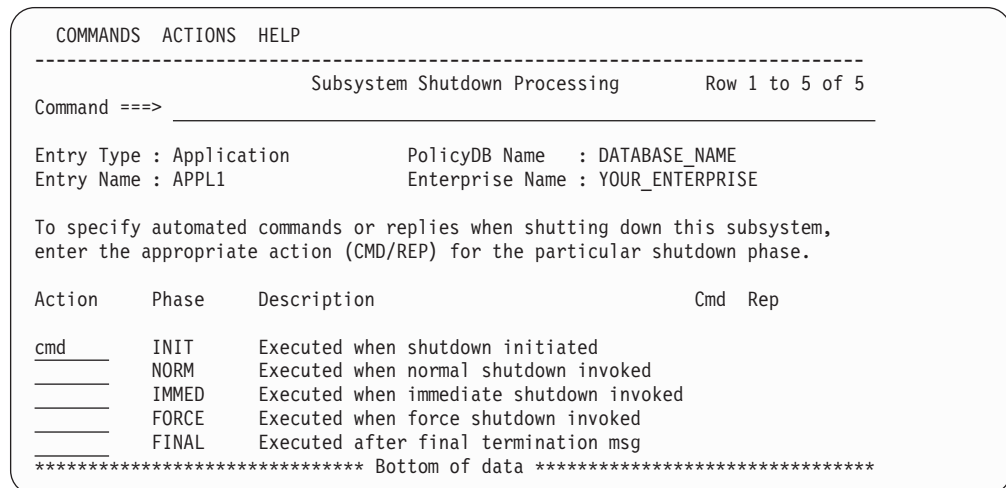 COMMANDS ACTIONS HELP
-------------------------------------------------------------------------------
Subsystem Shutdown Processing Row 1 to 5 of 5
Command ===>
Entry Type : Application PolicyDB Name : DATABASE_NAME
Entry Name : APPL1 Enterprise Name : YOUR_ENTERPRISE
To specify automated commands or replies when shutting down this subsystem,
enter the appropriate action (CMD/REP) for the particular shutdown phase.
Action Phase Description Cmd Rep
cmd INIT Executed when shutdown initiated
NORM Executed when normal shutdown invoked
IMMED Executed when immediate shutdown invoked
FORCE Executed when force shutdown invoked
FINAL Executed after final termination msg
******************************* Bottom of data ********************************